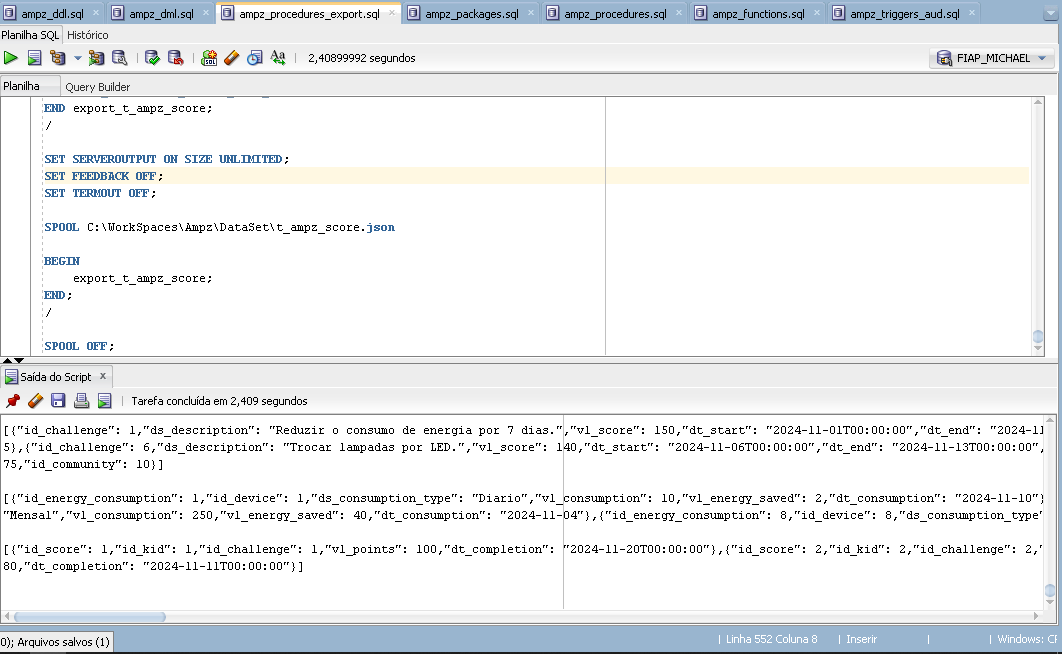 ampz_ddl.sql ampz_dml.sql ampz_procedures_export.sql ampz_packages.sql ampz_procedures.sql ampz_functions.sql ampz_triggers_aud.sql
Planilha SQL Histórico
2,40899992 segundos FIAP_MICHAEL
Planilha Query Builder
END export_t_ampz_score;
/
SET SERVEROUTPUT ON SIZE UNLIMITED;
SET FEEDBACK OFF;
SET TERMOUT OFF;
SPOOL C:\WorkSpaces\Ampz\DataSet\t_ampz_score.json
BEGIN
export_t_ampz_score;
END;
/
SPOOL OFF;
Saída do Script
Tarefa concluída em 2,409 segundos
[{"id_challenge": 1,"ds_description": "Reduzir o consumo de energia por 7 dias.","vl_score": 150,"dt_start": "2024-11-01T00:00:00","dt_end": "2024-11
5},{"id_challenge": 6,"ds_description": "Trocar lampadas por LED.","vl_score": 140,"dt_start": "2024-11-06T00:00:00","dt_end": "2024-11-13T00:00:00",
75,"id_community": 10}]
[{"id_energy_consumption": 1,"id_device": 1,"ds_consumption_type": "Diario","vl_consumption": 10,"vl_energy_saved": 2,"dt_consumption": "2024-11-10"}
"Mensal","vl_consumption": 250,"vl_energy_saved": 40,"dt_consumption": "2024-11-04"},{"id_energy_consumption": 8,"id_device": 8,"ds_consumption_type"
[{"id_score": 1,"id_kid": 1,"id_challenge": 1,"vl_points": 100,"dt_completion": "2024-11-20T00:00:00"},{"id_score": 2,"id_kid": 2,"id_challenge": 2,"
80,"dt_completion": "2024-11-11T00:00:00"}]
0); Arquivos salvos (1) Linha 552 Coluna 8 Inserir Windows: CF